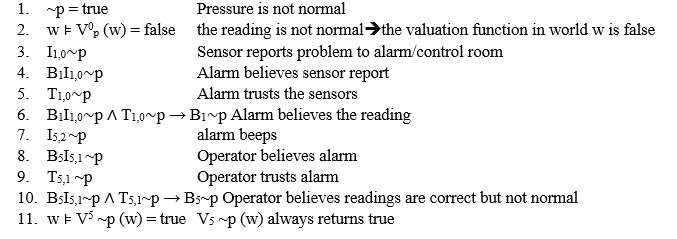 1. ~p = true Pressure is not normal
2. w ⊧ V⁰ₚ (w) = false the reading is not normal➔the valuation function in world w is false
3. I₁,₀~p Sensor reports problem to alarm/control room
4. B₁I₁,₀~p Alarm believes sensor report
5. T₁,₀~p Alarm trusts the sensors
6. B₁I₁,₀~p Λ T₁,₀~p → B₁~p Alarm believes the reading
7. I₅,₂~p alarm beeps
8. B₅I₅,₁~p Operator believes alarm
9. T₅,₁ ~p Operator trusts alarm
10. B₅I₅,₁~p Λ T₅,₁~p → B₅~p Operator believes readings are correct but not normal
11. w ⊧ V⁵ ~p (w) = true V₅ ~p (w) always returns true